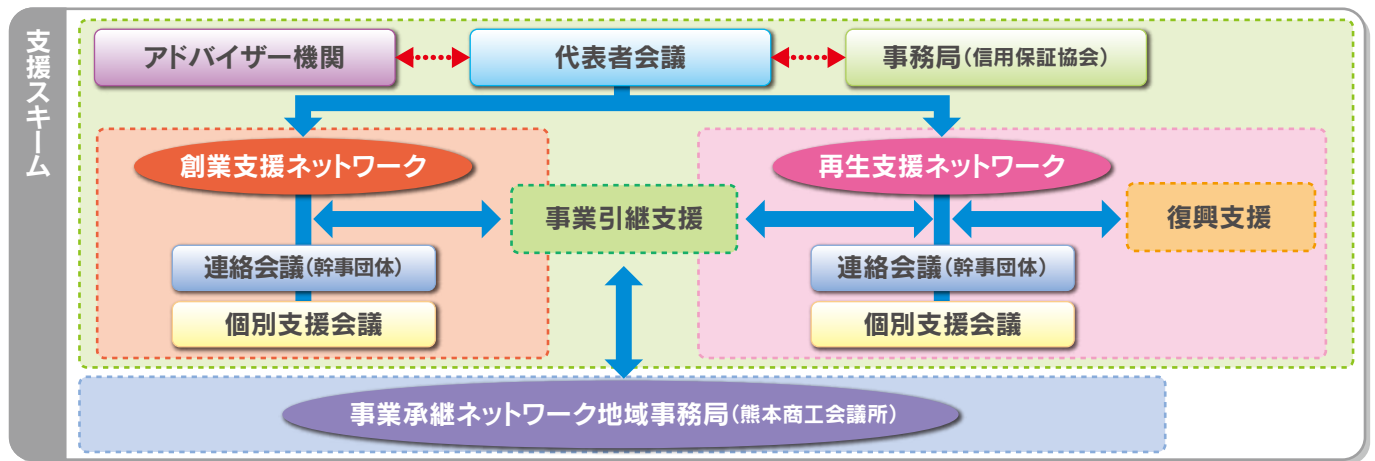 支援スキーム
アドバイザー機関
代表者会議
事務局(信用保証協会)
創業支援ネットワーク
再生支援ネットワーク
事業引継支援
復興支援
連絡会議(幹事団体)
連絡会議(幹事団体)
個別支援会議
個別支援会議
事業承継ネットワーク地域事務局(熊本商工会議所)